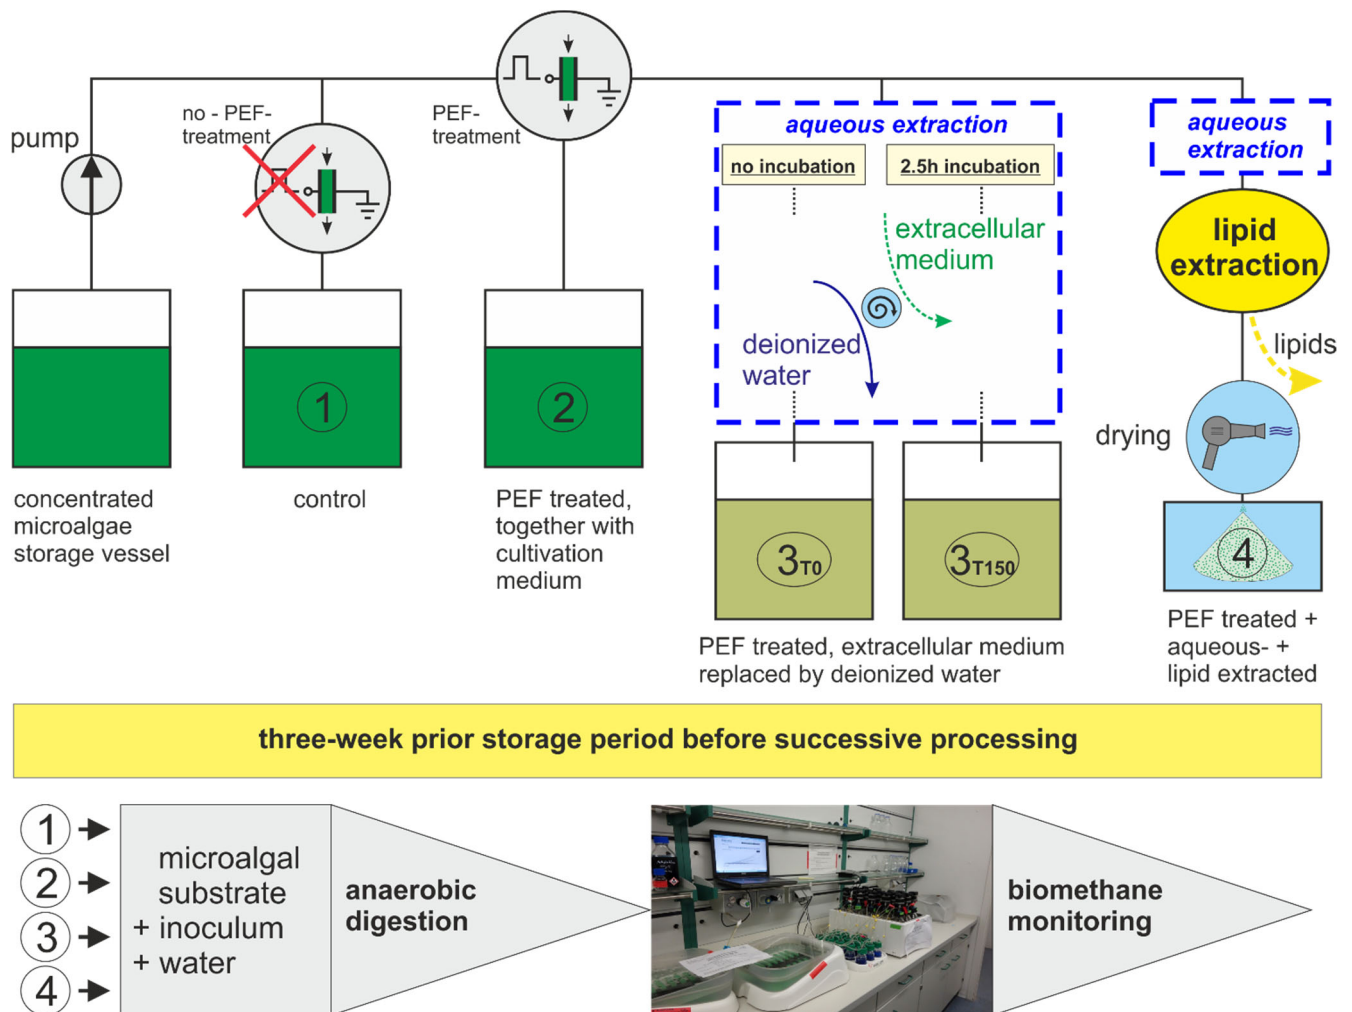 pump
no - PEF-
treatment
PEF-
treatment
aqueous extraction
no incubation
2.5h incubation
extracellular
medium
deionized
water
aqueous
extraction
lipid
extraction
lipids
drying
1
2
3T0
3T150
4
concentrated
microalgae
storage vessel
control
PEF treated,
together with
cultivation
medium
PEF treated, extracellular medium
replaced by deionized water
PEF treated +
aqueous- +
lipid extracted
three-week prior storage period before successive processing
1
2
3
4
microalgal
substrate
+ inoculum
+ water
anaerobic
digestion
biomethane
monitoring